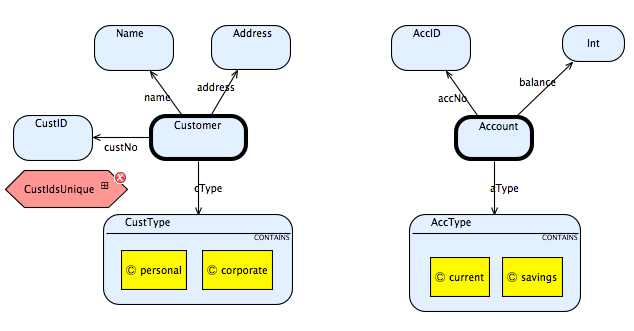 Name
Address
AccID
Int
name
address
accNo
balance
CustID
Customer
Account
custNo
CustIdsUnique
cType
aType
CustType
CONTAINS
© personal
© corporate
AccType
CONTAINS
© current
© savings